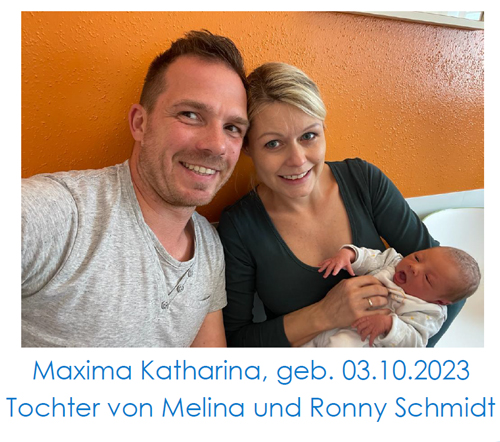 Maxima Katharina, geb. 03.10.2023
Tochter von Melina und Ronny Schmidt